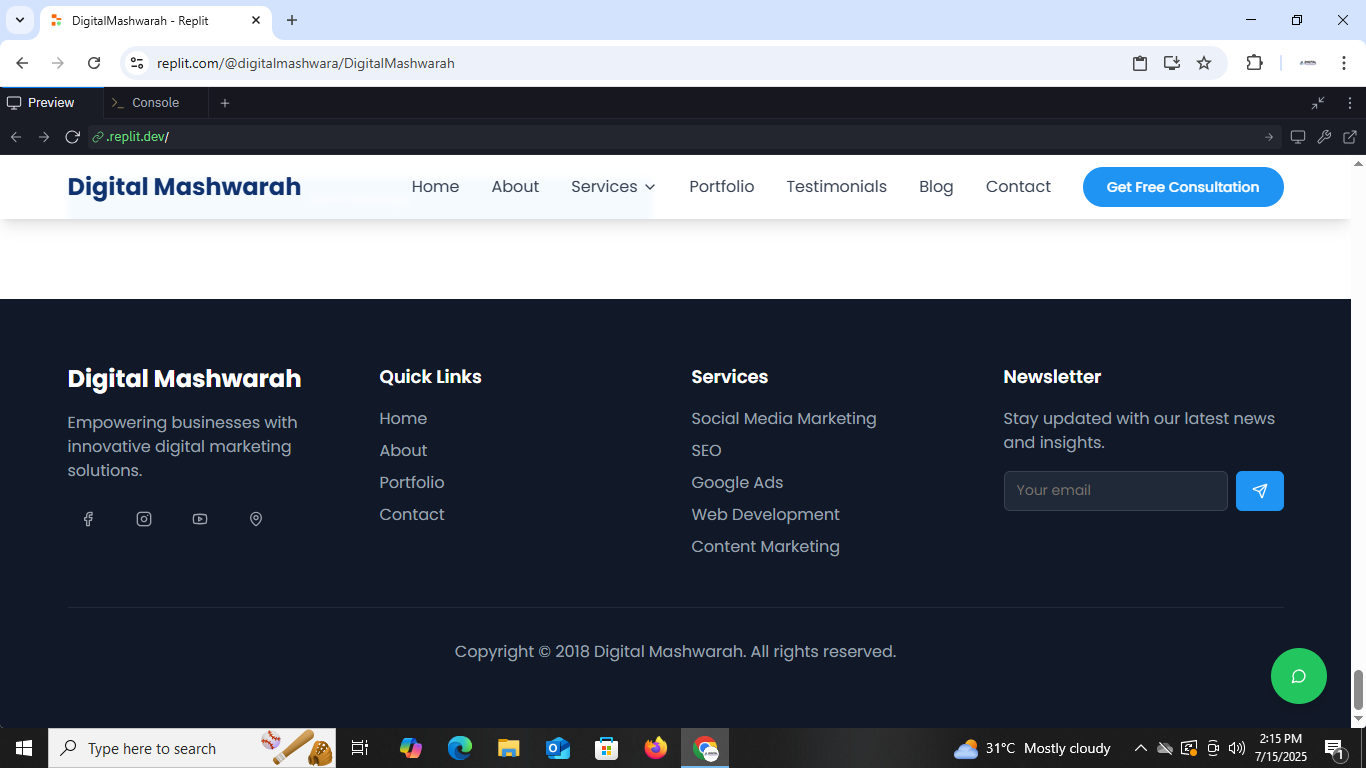 DigitalMashwarah - Replit
replit.com/@digitalmashwara/DigitalMashwarah
Preview
Console
.replit.dev/
Digital Mashwarah
Home
About
Services
Portfolio
Testimonials
Blog
Contact
Get Free Consultation
Digital Mashwarah
Empowering businesses with
innovative digital marketing
solutions.
Quick Links
Home
About
Portfolio
Contact
Services
Social Media Marketing
SEO
Google Ads
Web Development
Content Marketing
Newsletter
Stay updated with our latest news
and insights.
Your email
Copyright © 2018 Digital Mashwarah. All rights reserved.
Type here to search
31°C Mostly cloudy
2:15 PM
7/15/2025
1